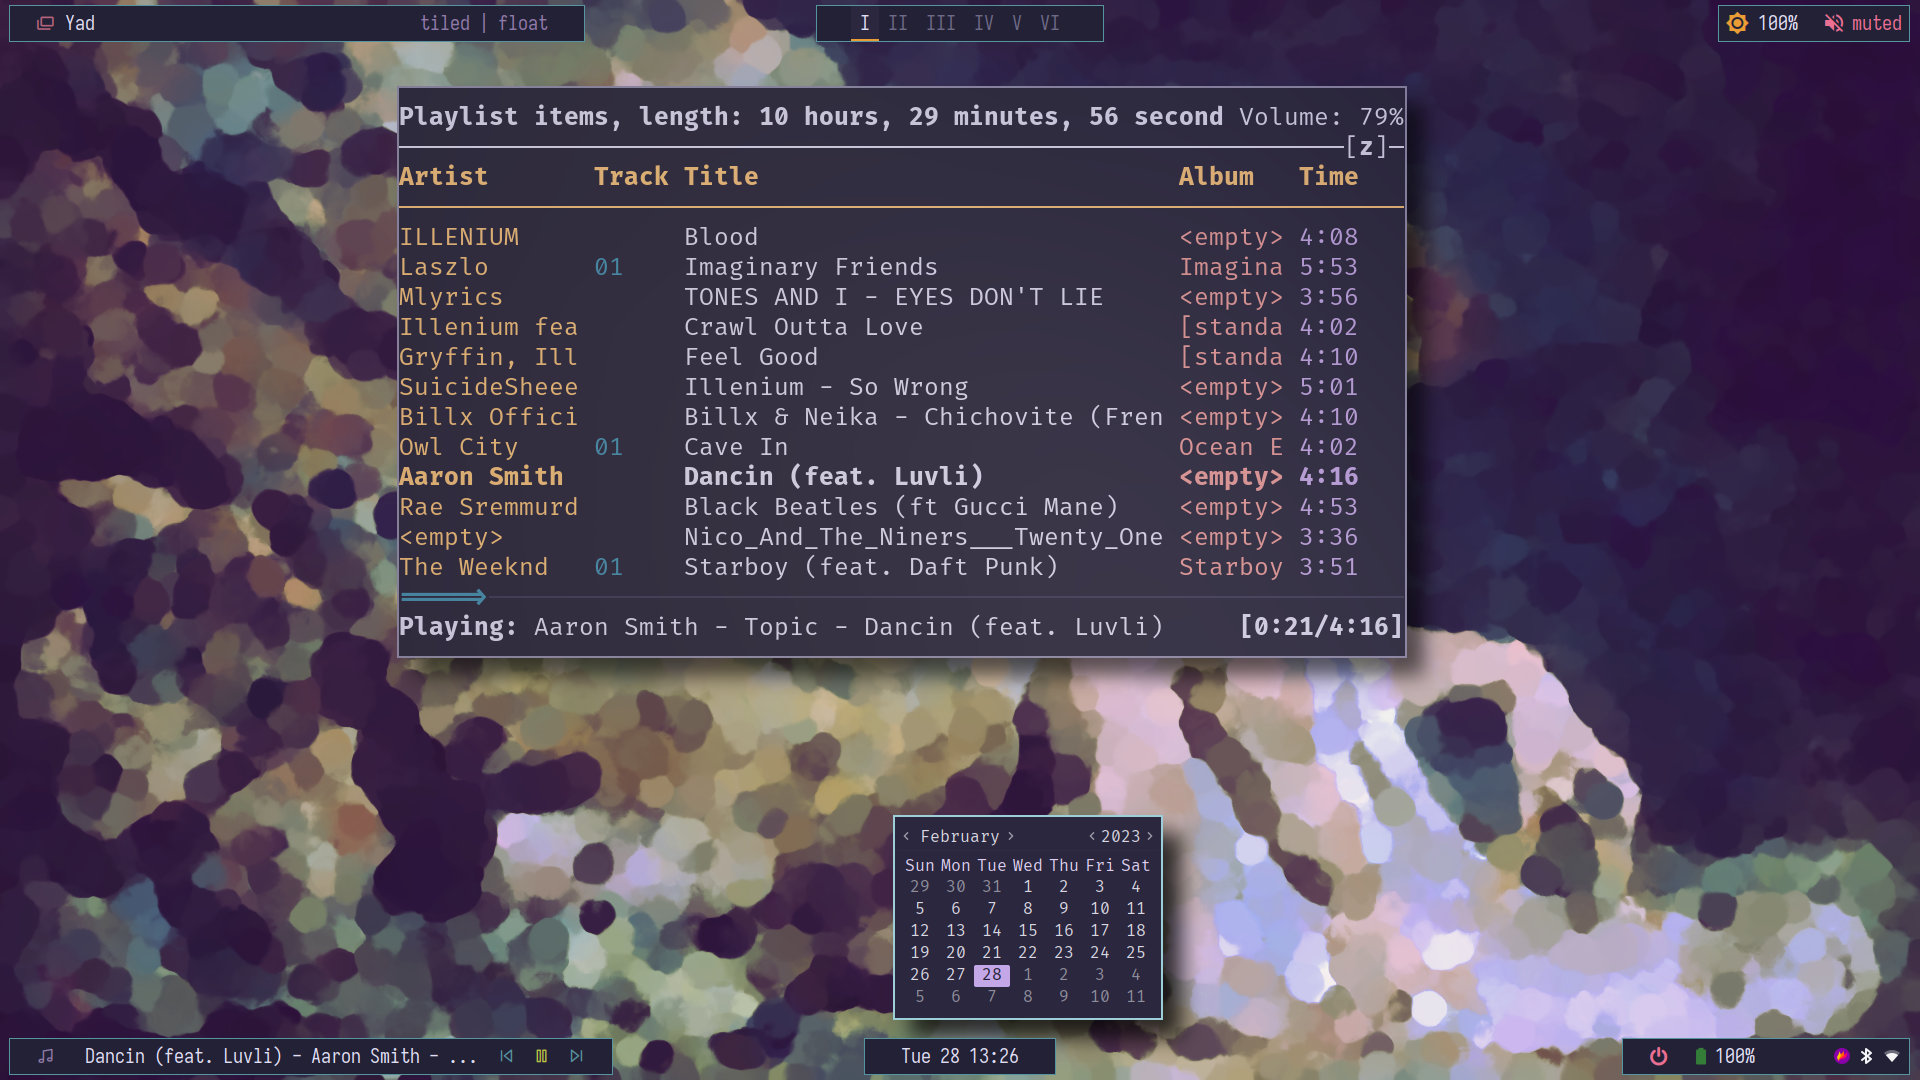 Yad tiled | float
I II III IV V VI
100% muted
Playlist items, length: 10 hours, 29 minutes, 56 second Volume: 79%
[z]
Artist Track Title Album Time
ILLENIUM Blood <empty> 4:08
Laszlo 01 Imaginary Friends Imagina 5:53
Mlyrics TONES AND I - EYES DON'T LIE <empty> 3:56
Illenium fea Crawl Outta Love [standa 4:02
Gryffin, Ill Feel Good [standa 4:10
SuicideSheee Illenium - So Wrong <empty> 5:01
Billx Offici Billx & Neika - Chichovite (Fren <empty> 4:10
Owl City 01 Cave In Ocean E 4:02
Aaron Smith Dancin (feat. Luvli) <empty> 4:16
Rae Sremmurd Black Beatles (ft Gucci Mane) <empty> 4:53
<empty> Nico_And_The_Niners___Twenty_One <empty> 3:36
The Weeknd 01 Starboy (feat. Daft Punk) Starboy 3:51
Playing: Aaron Smith - Topic - Dancin (feat. Luvli) [0:21/4:16]
‹ February › ‹ 2023 ›
Sun Mon Tue Wed Thu Fri Sat
29 30 31 1 2 3 4
5 6 7 8 9 10 11
12 13 14 15 16 17 18
19 20 21 22 23 24 25
26 27 28 1 2 3 4
5 6 7 8 9 10 11
Dancin (feat. Luvli) - Aaron Smith - ...
Tue 28 13:26
100%